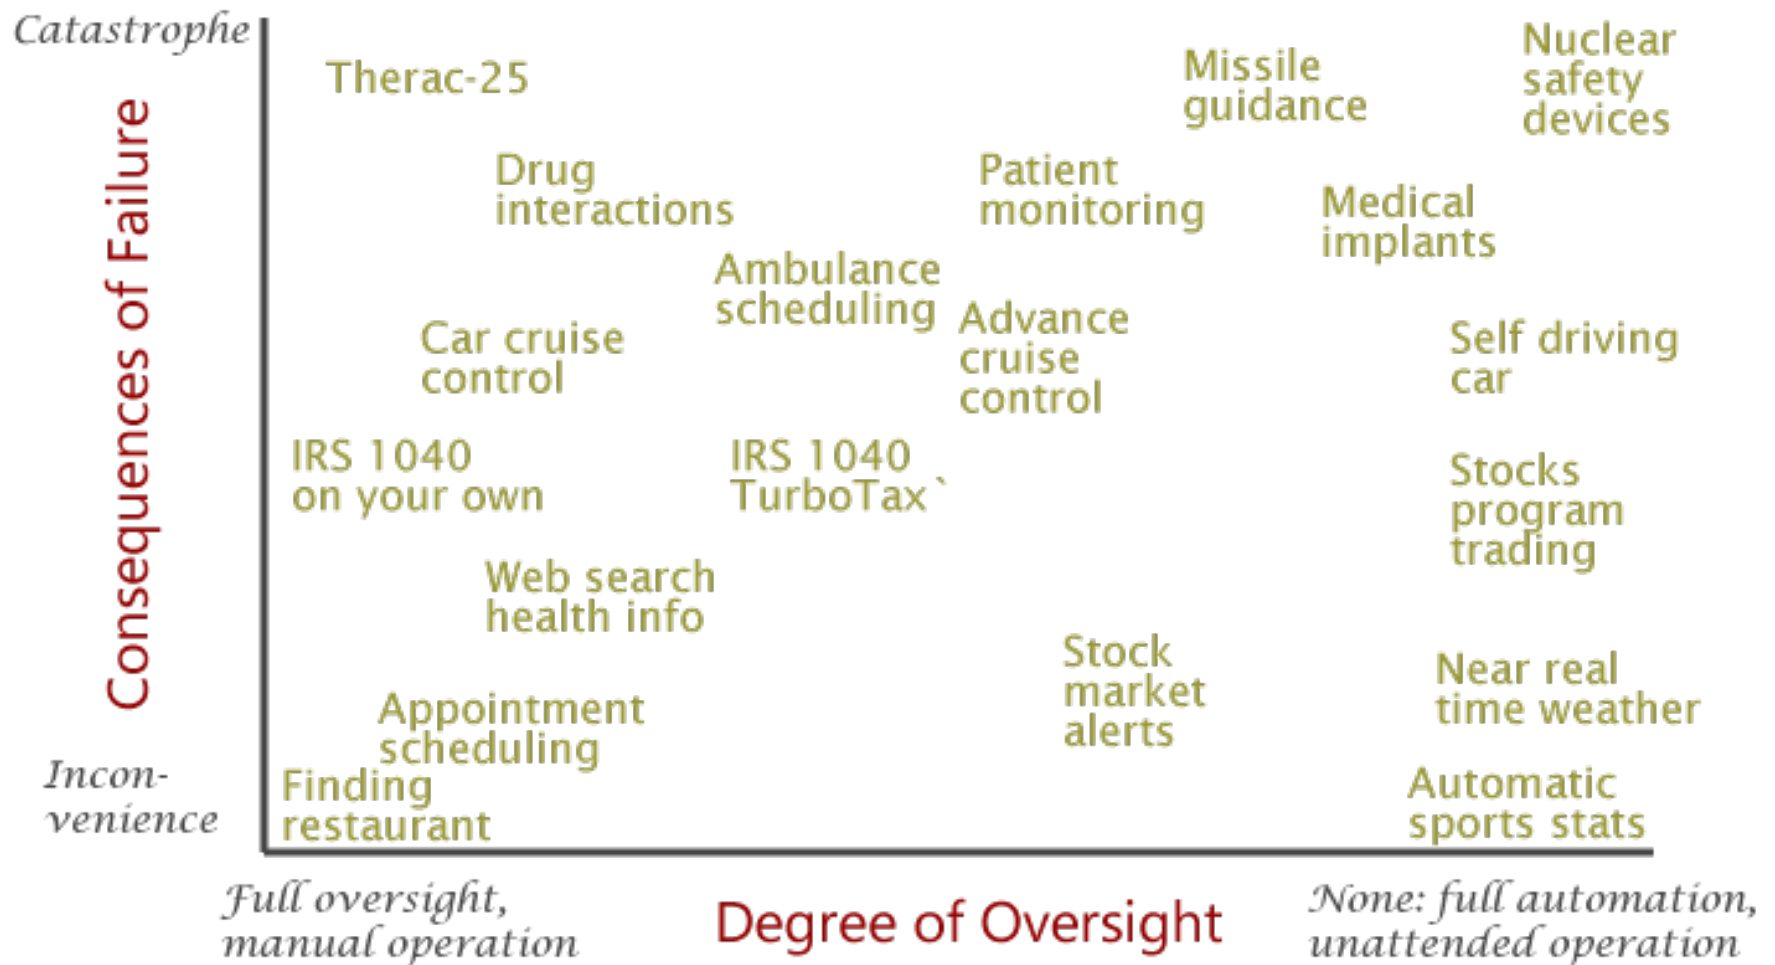 Catastrophe
Consequences of Failure
Incon-
venience
Therac-25
Missile
guidance
Nuclear
safety
devices
Drug
interactions
Patient
monitoring
Medical
implants
Ambulance
scheduling
Car cruise
control
Advance
cruise
control
Self driving
car
IRS 1040
on your own
IRS 1040
TurboTax`
Stocks
program
trading
Web search
health info
Stock
market
alerts
Near real
time weather
Appointment
scheduling
Finding
restaurant
Automatic
sports stats
Full oversight,
manual operation
Degree of Oversight
None: full automation,
unattended operation